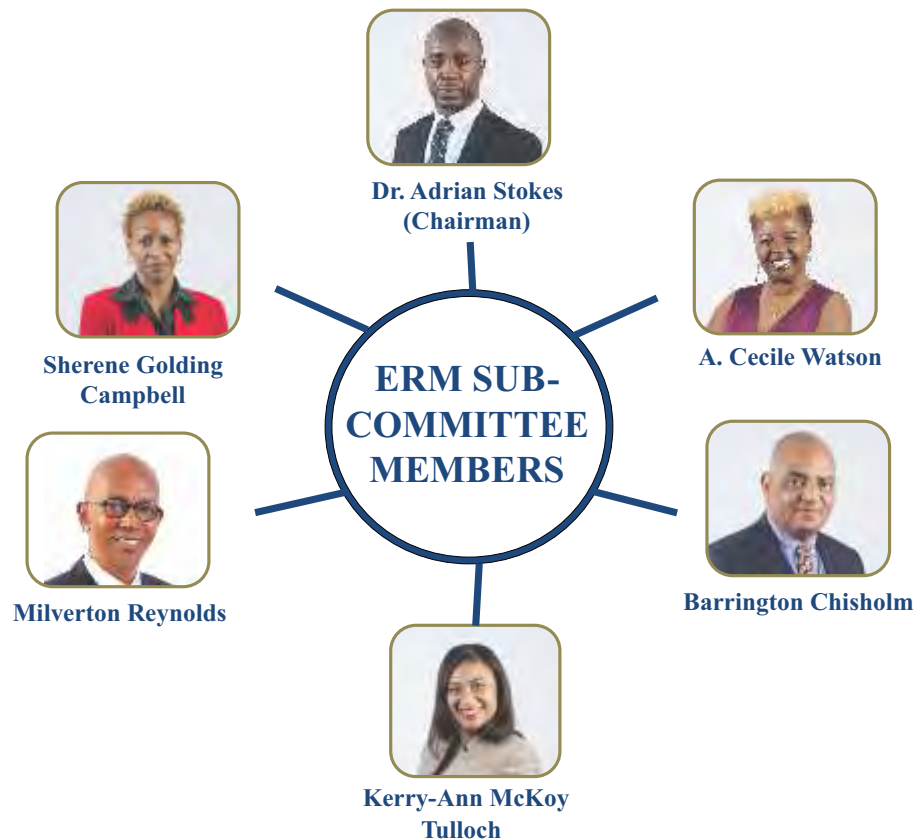 Dr. Adrian Stokes
(Chairman)
Sherene Golding
Campbell
A. Cecile Watson
ERM SUB-
COMMITTEE
MEMBERS
Milverton Reynolds
Barrington Chisholm
Kerry-Ann McKoy
Tulloch